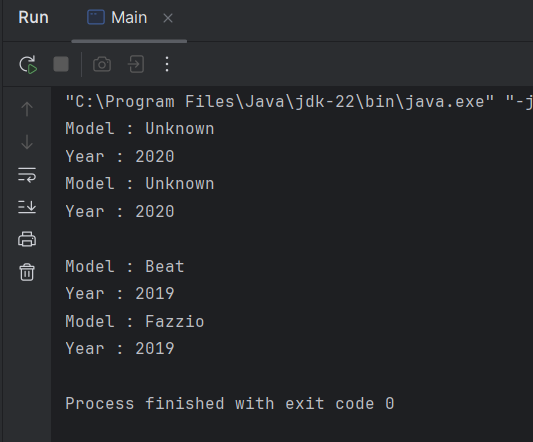 Run Main
"C:\Program Files\Java\jdk-22\bin\java.exe" "-j
Model : Unknown
Year : 2020
Model : Unknown
Year : 2020
Model : Beat
Year : 2019
Model : Fazzio
Year : 2019
Process finished with exit code 0